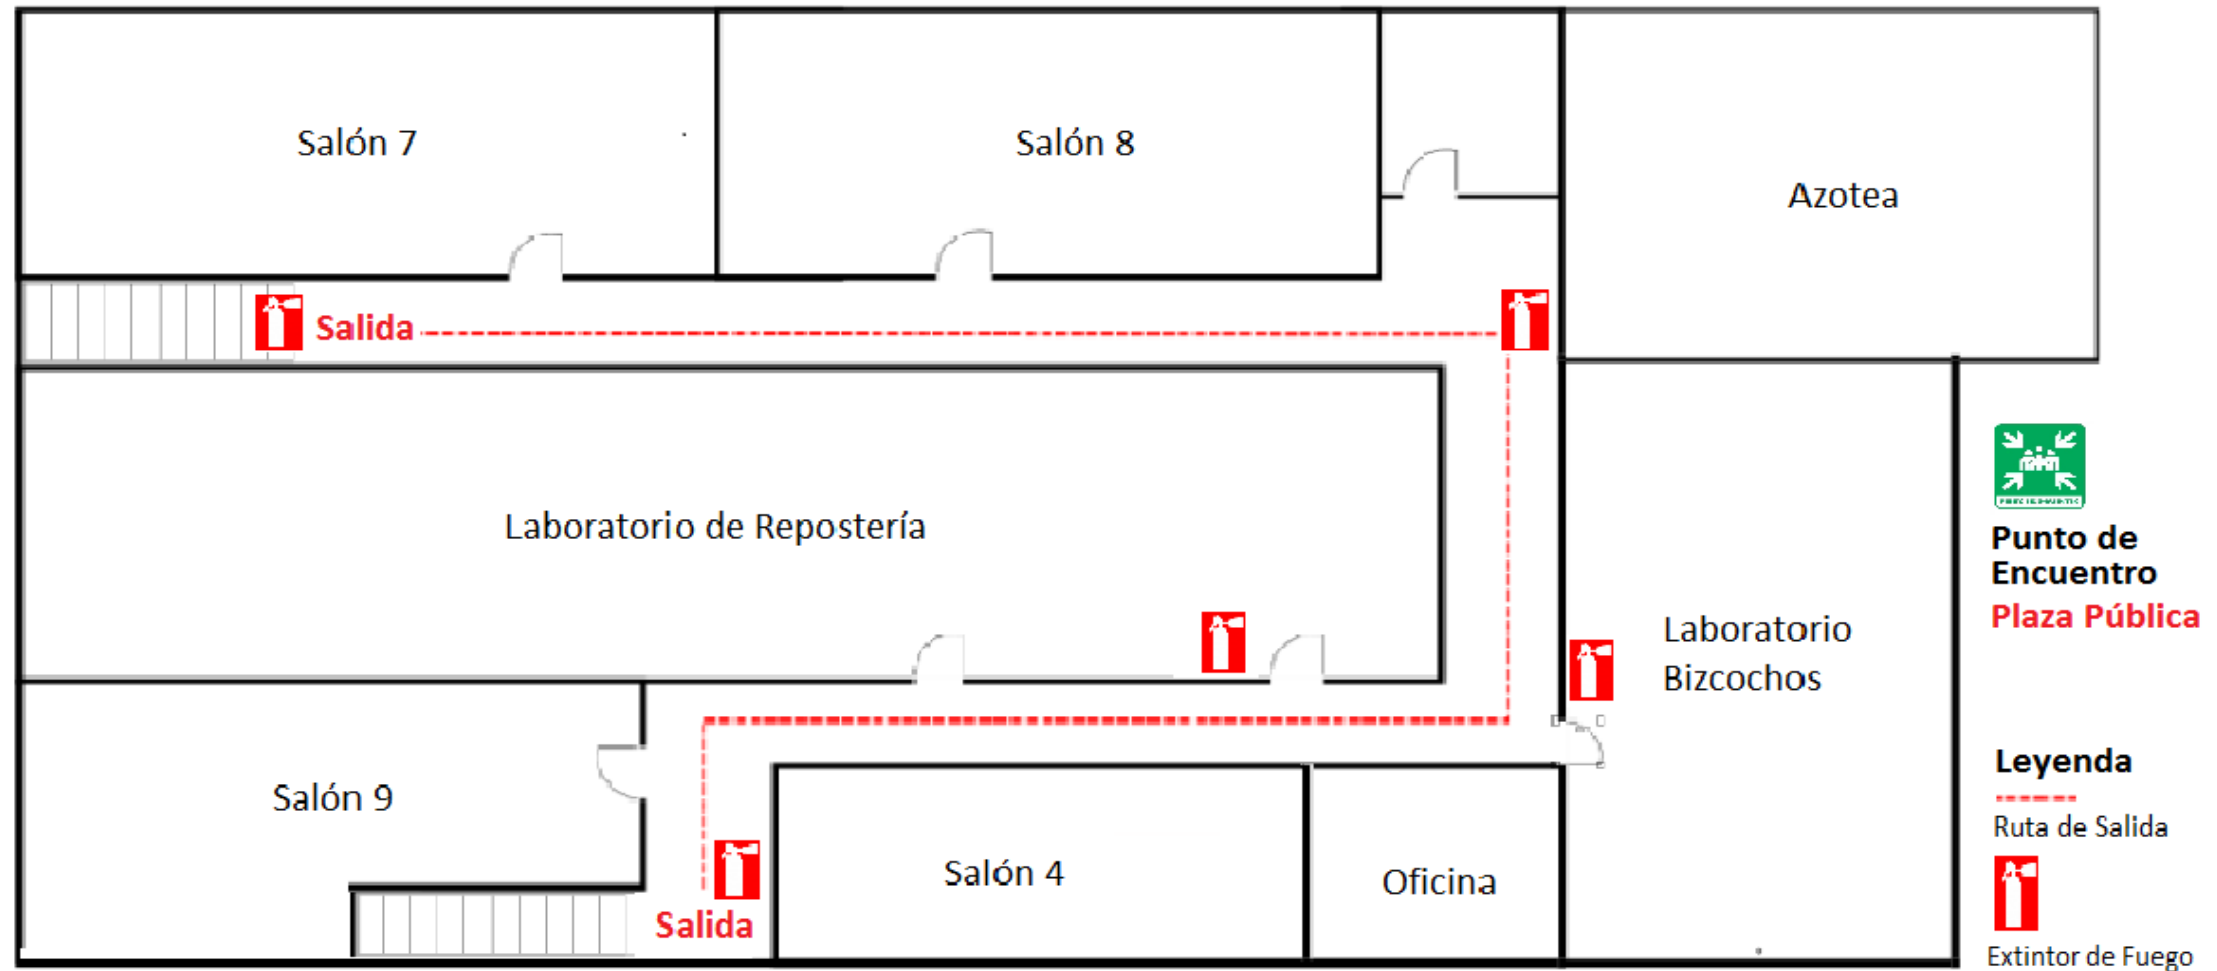 Salón 7
Salón 8
Azotea
Salida
Laboratorio de Repostería
Punto de
Encuentro
Plaza Pública
Laboratorio
Bizcochos
Leyenda
Ruta de Salida
Salón 9
Salón 4
Oficina
Salida
Extintor de Fuego